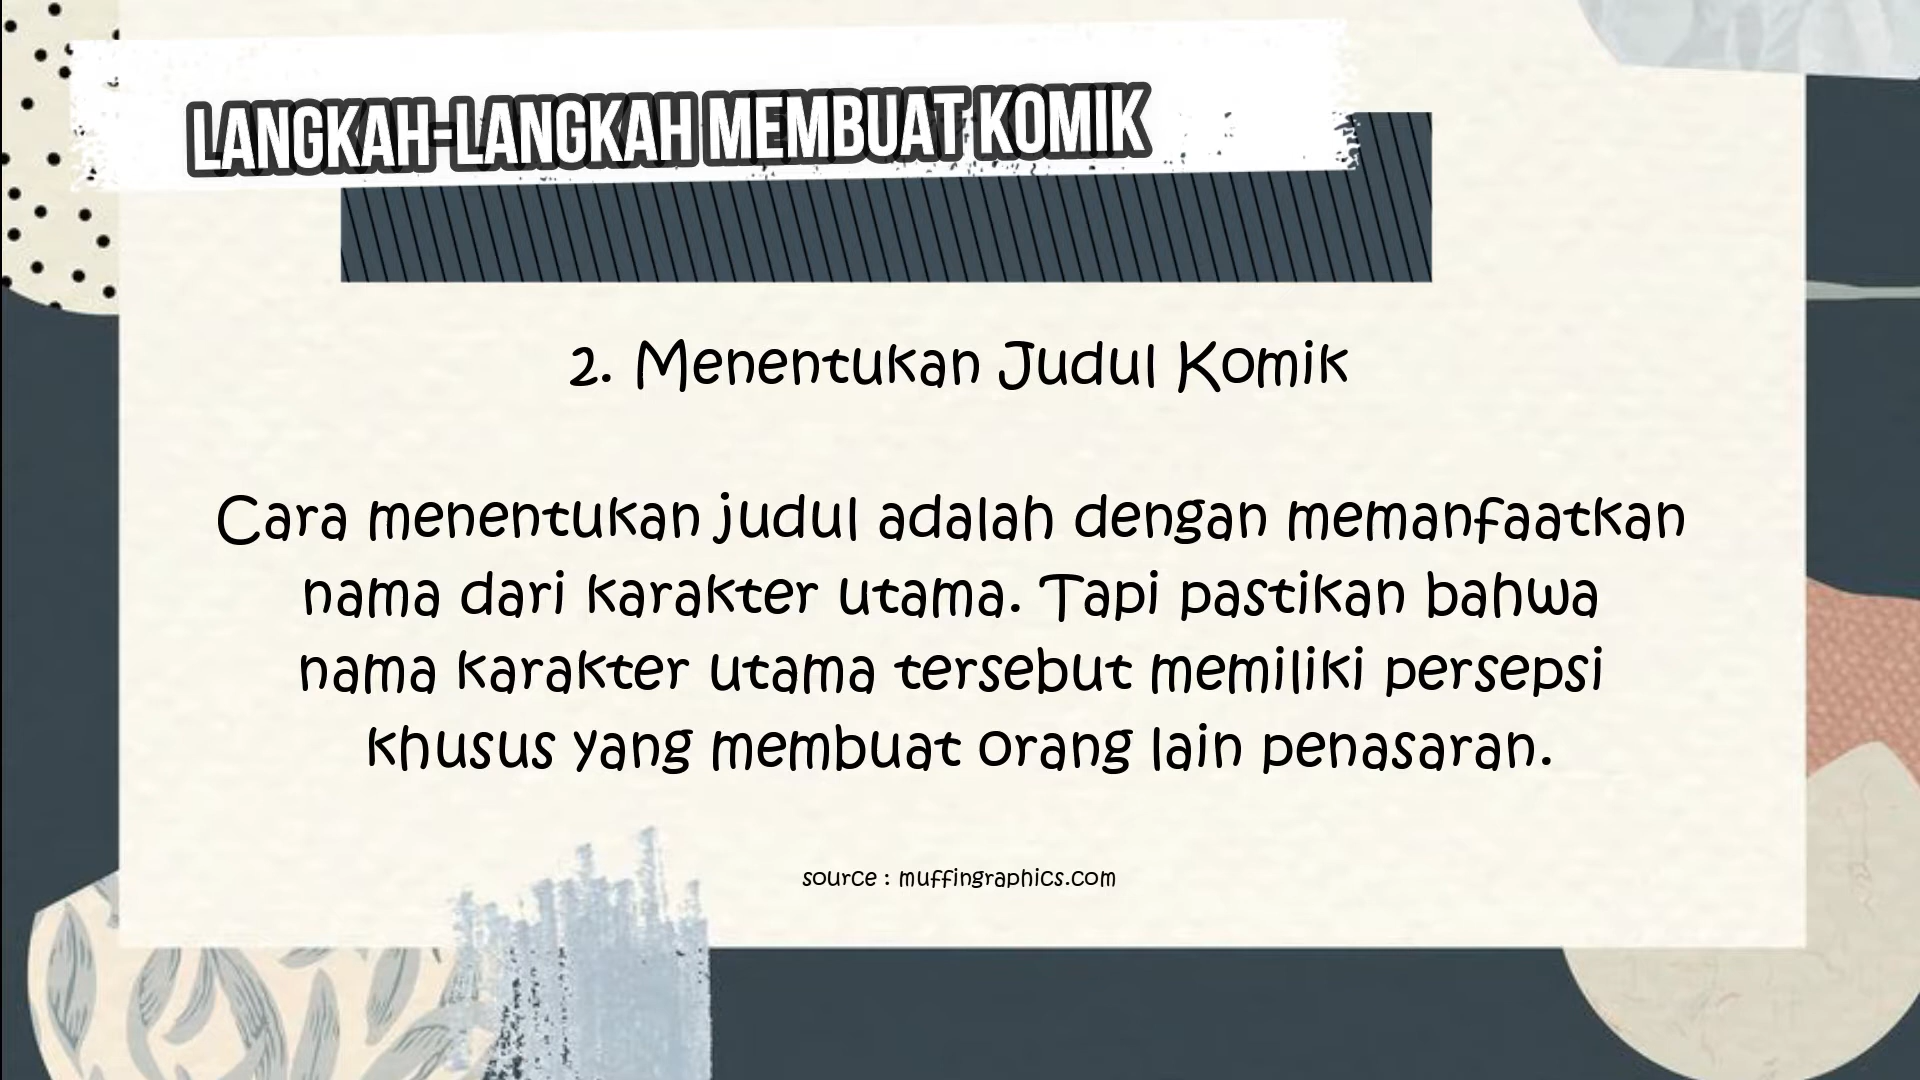 LANGKAH-LANGKAH MEMBUAT KOMIK
2. Menentukan Judul Komik
Cara menentukan judul adalah dengan memanfaatkan
nama dari karakter utama. Tapi pastikan bahwa
nama karakter utama tersebut memiliki persepsi
khusus yang membuat orang lain penasaran.
source : muffingraphics.com